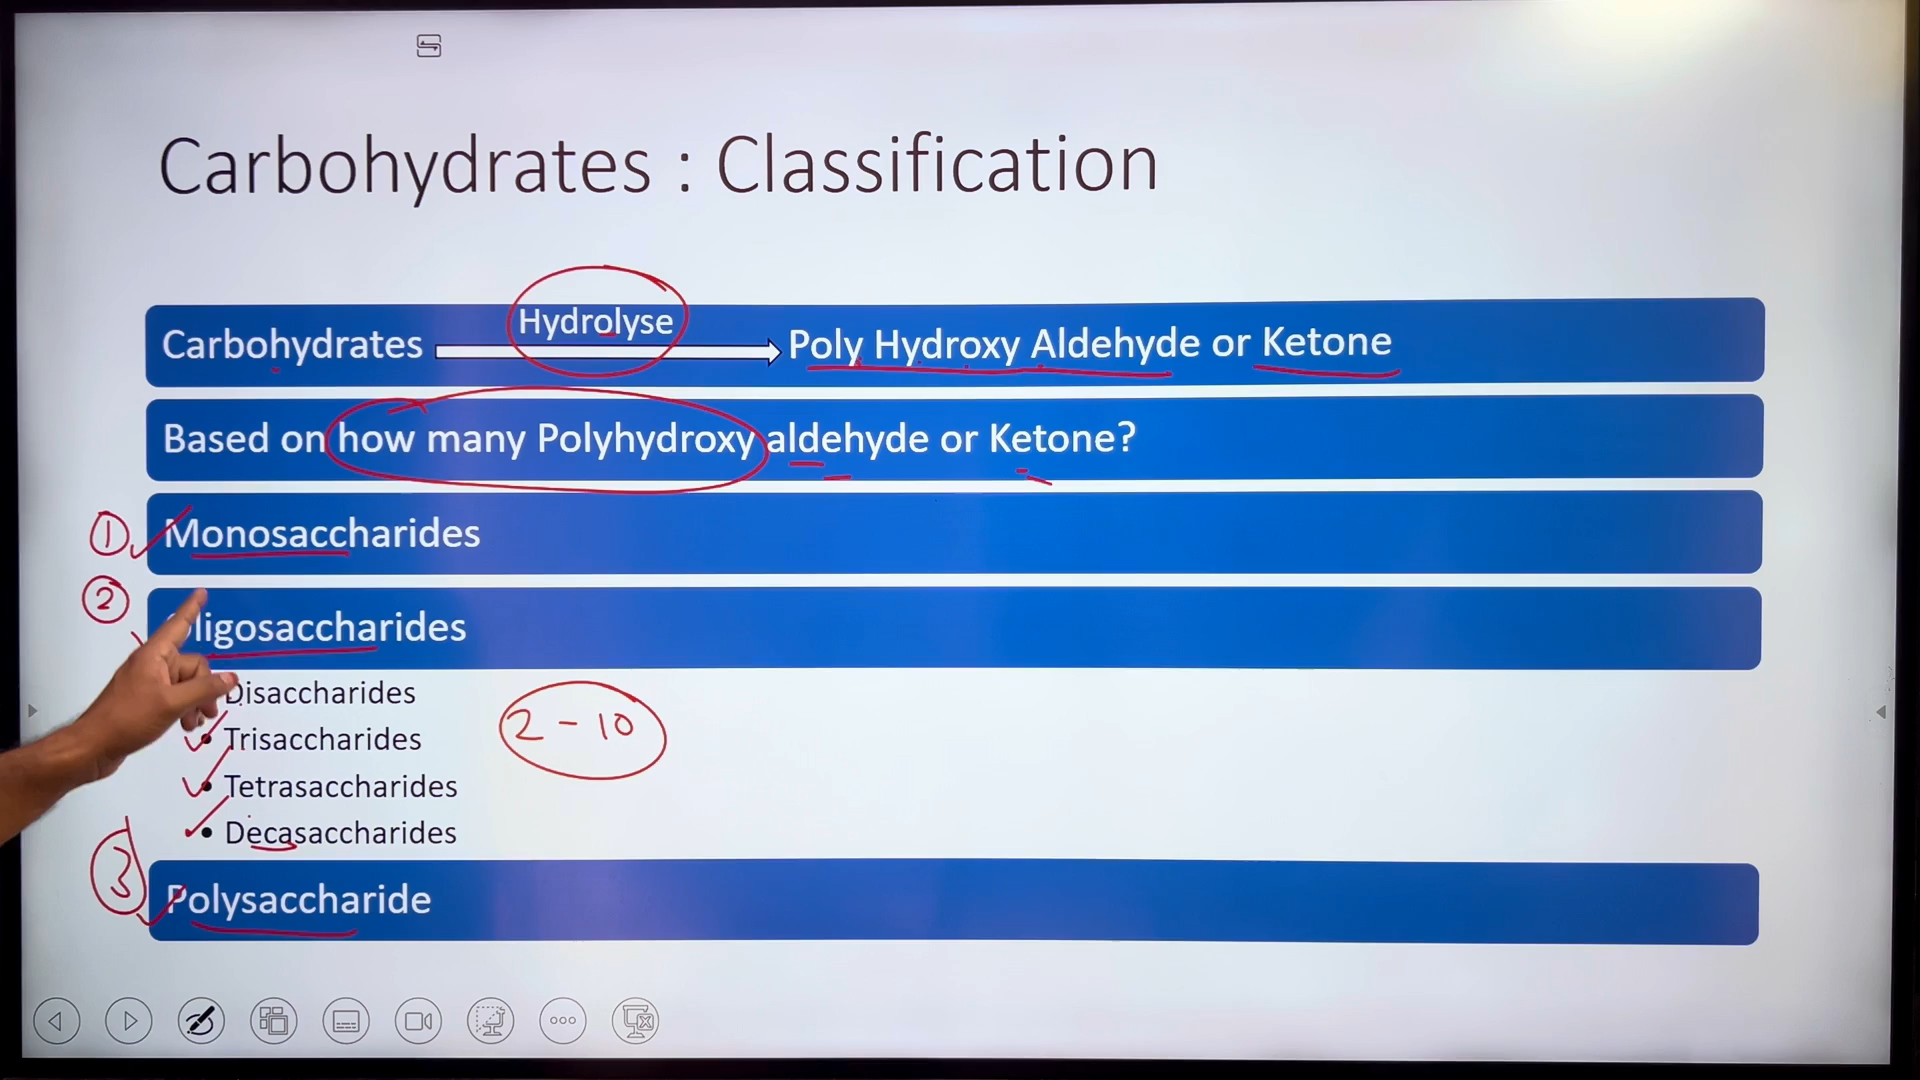 Carbohydrates : Classification
Hydrolyse
Carbohydrates Poly Hydroxy Aldehyde or Ketone
Based on how many Polyhydroxy aldehyde or Ketone?
1 Monosaccharides
2
ligosaccharides
Disaccharides
2 - 10
• Trisaccharides
• Tetrasaccharides
• Decasaccharides
3 Polysaccharide